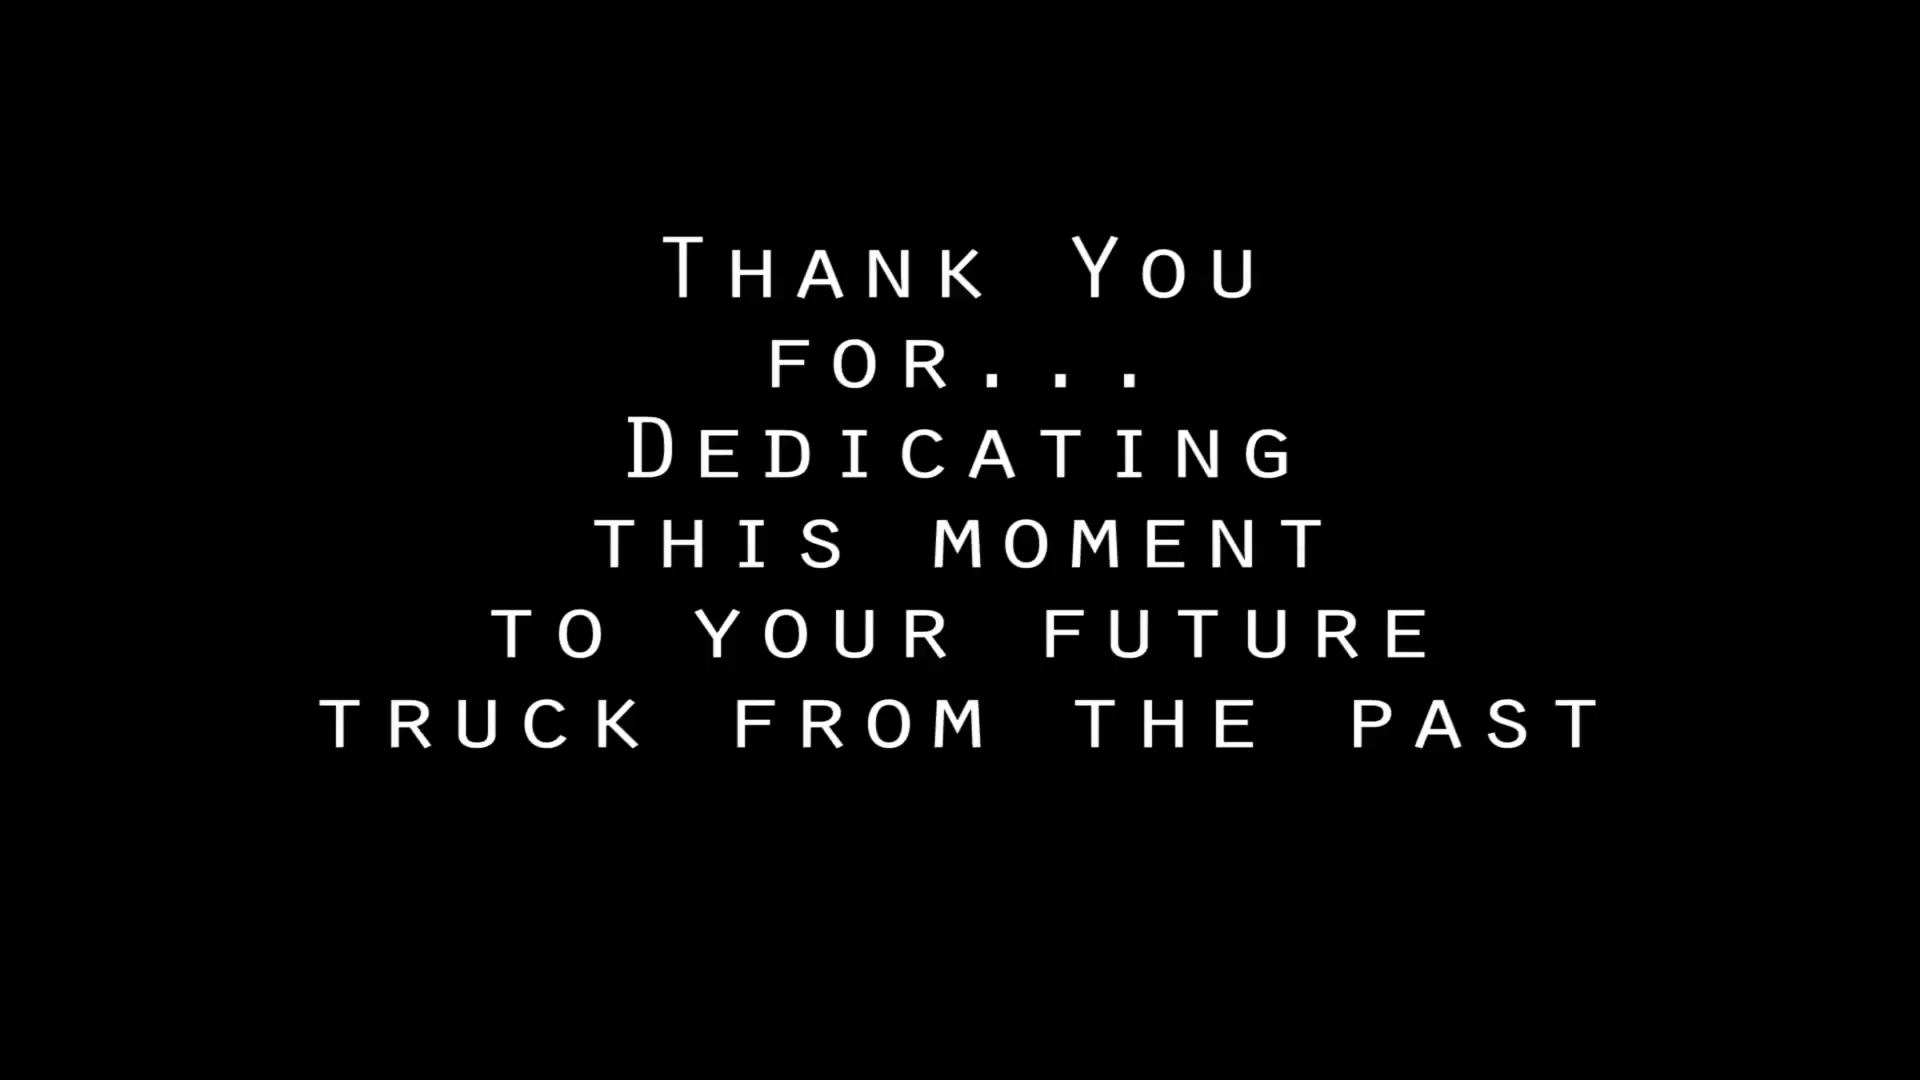 Thank You
for...
Dedicating
this moment
to your future
truck from the past